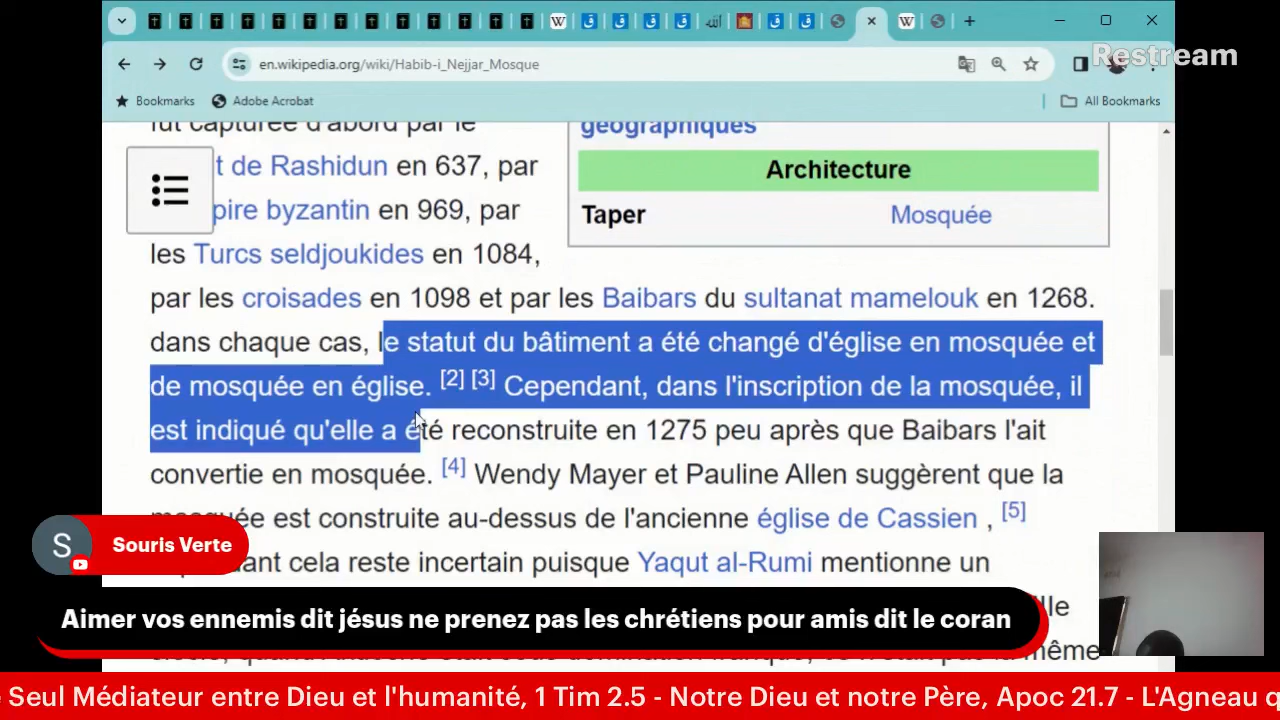 Restream
en.wikipedia.org/wiki/Habib-i_Nejjar_Mosque
Bookmarks
Adobe Acrobat
All Bookmarks
fut capturée d'abord par le
géographiques
t de Rashidun en 637, par
Architecture
pire byzantin en 969, par
Taper
Mosquée
les Turcs seldjoukides en 1084,
par les croisades en 1098 et par les Baibars du sultanat mamelouk en 1268.
dans chaque cas, le statut du bâtiment a été changé d'église en mosquée et
de mosquée en église. [2] [3] Cependant, dans l'inscription de la mosquée, il
est indiqué qu'elle a été reconstruite en 1275 peu après que Baibars l'ait
convertie en mosquée. [4] Wendy Mayer et Pauline Allen suggèrent que la
mosquée est construite au-dessus de l'ancienne église de Cassien , [5]
cela reste incertain puisque Yaqut al-Rumi mentionne un
S
Souris Verte
Aimer vos ennemis dit jésus ne prenez pas les chrétiens pour amis dit le coran
même
e Seul Médiateur entre Dieu et l'humanité, 1 Tim 2.5 - Notre Dieu et notre Père, Apoc 21.7 - L'Agneau q